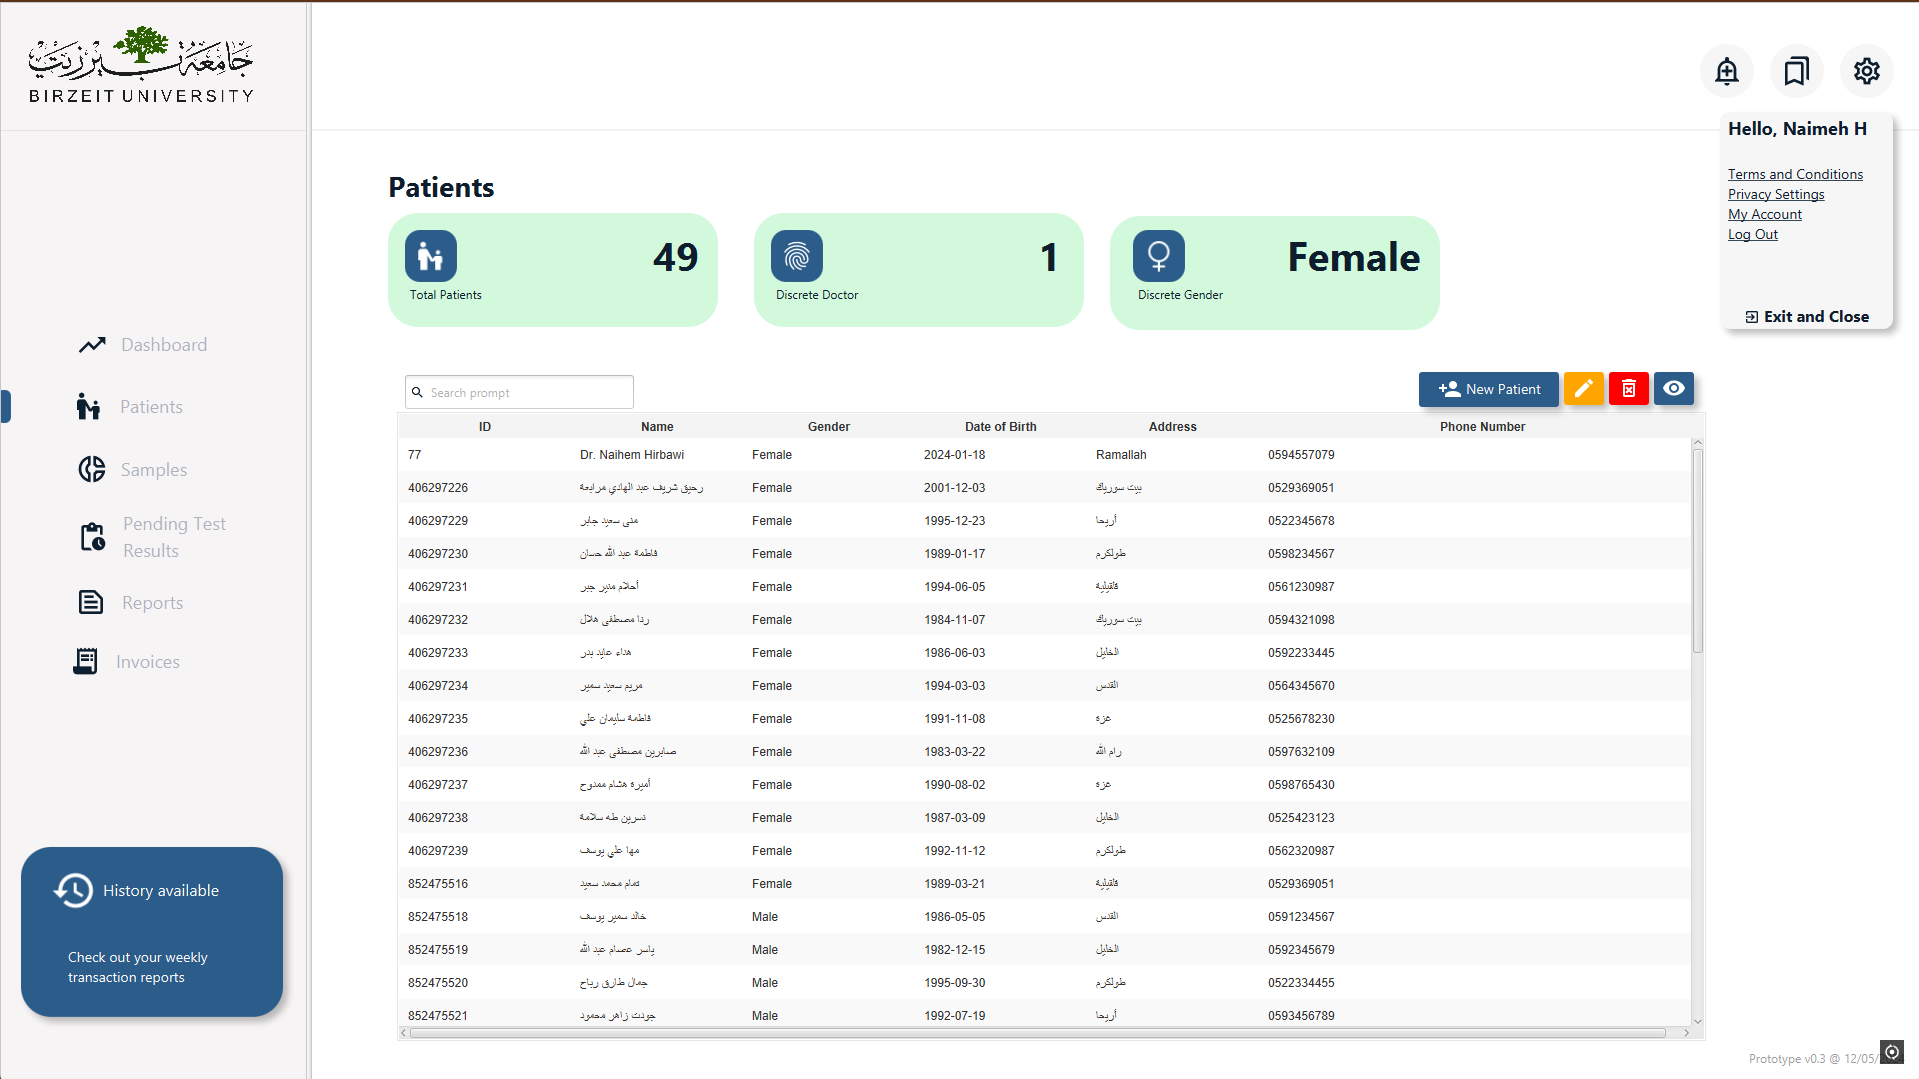 جامعة بيرزيت
BIRZEIT UNIVERSITY
Dashboard
Patients
Samples
Pending Test
Results
Reports
Invoices
History available
Check out your weekly
transaction reports
Hello, Naimeh H
Terms and Conditions
Privacy Settings
My Account
Log Out
Exit and Close
Patients
49
Total Patients
1
Discrete Doctor
Female
Discrete Gender
Search prompt
New Patient
ID Name Gender Date of Birth Address Phone Number
77 Dr. Naihem Hirbawi Female 2024-01-18 Ramallah 0594557079
406297226 رحيق شريف عبد الهادي مرابعة Female 2001-12-03 بيت سوريك 0529369051
406297229 منى سعيد جابر Female 1995-12-23 أريحا 0522345678
406297230 فاطمة عبد الله حسان Female 1989-01-17 طولكرم 0598234567
406297231 أحلام منير جبر Female 1994-06-05 قلقيلية 0561230987
406297232 ردا مصطفى هلال Female 1984-11-07 بيت سوريك 0594321098
406297233 هداء عايد بدر Female 1986-06-03 الخليل 0592233445
406297234 مريم سعيد سمير Female 1994-03-03 القدس 0564345670
406297235 فاطمة سليمان علي Female 1991-11-08 غزة 0525678230
406297236 صابرين مصطفى عبد الله Female 1983-03-22 رام الله 0597632109
406297237 أميرة هشام ممدوح Female 1990-08-02 غزة 0598765430
406297238 نسرين طه سلامة Female 1987-03-09 الخليل 0525423123
406297239 مها علي يوسف Female 1992-11-12 طولكرم 0562320987
852475516 تمام محمد سعيد Female 1989-03-21 قلقيلية 0529369051
852475518 خالد سمير يوسف Male 1986-05-05 القدس 0591234567
852475519 ياسر عصام عبد الله Male 1982-12-15 الخليل 0592345679
852475520 جمال طارق رباح Male 1995-09-30 طولكرم 0522334455
852475521 جودت زاهر محمود Male 1992-07-19 أريحا 0593456789
Prototype v0.3 @ 12/05/